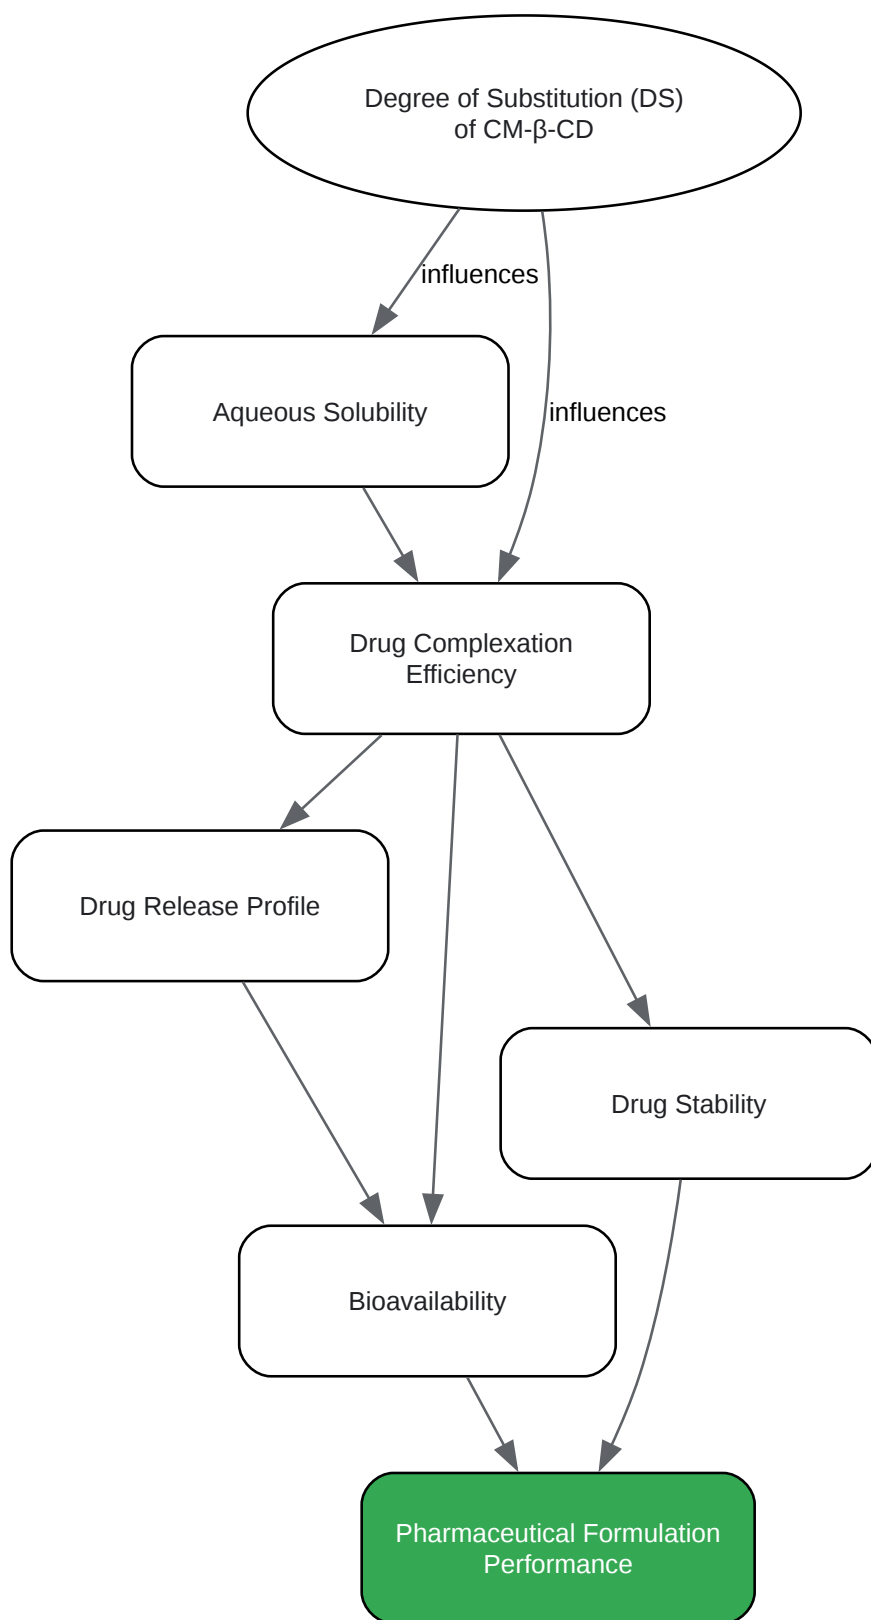 Degree of Substitution (DS)
of CM-β-CD
influences
Aqueous Solubility
influences
Drug Complexation
Efficiency
Drug Release Profile
Drug Stability
Bioavailability
Pharmaceutical Formulation
Performance